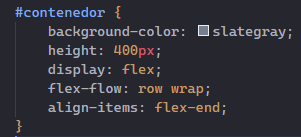 #contenedor {
background-color: slategray;
height: 400px;
display: flex;
flex-flow: row wrap;
align-items: flex-end;
}